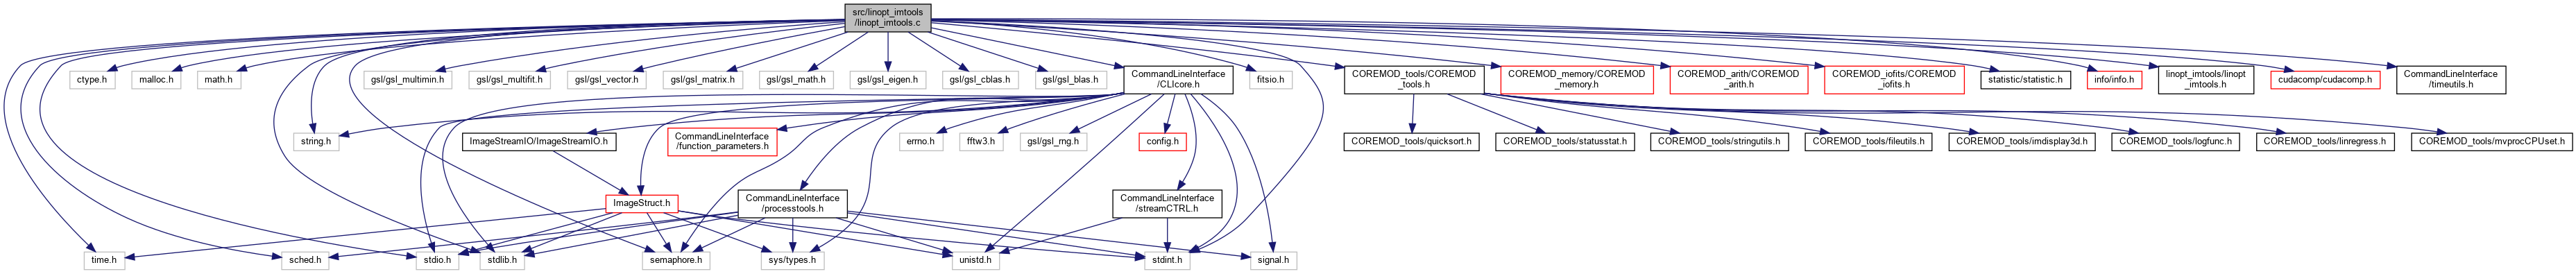 src/linopt_imtools
/linopt_imtools.c
ctype.h
malloc.h
math.h
gsl/gsl_multimin.h
gsl/gsl_multifit.h
gsl/gsl_vector.h
gsl/gsl_matrix.h
gsl/gsl_math.h
gsl/gsl_eigen.h
gsl/gsl_cblas.h
gsl/gsl_blas.h
CommandLineInterface
/CLIcore.h
fitsio.h
COREMOD_tools/COREMOD
_tools.h
COREMOD_memory/COREMOD
_memory.h
COREMOD_arith/COREMOD
_arith.h
COREMOD_iofits/COREMOD
_iofits.h
statistic/statistic.h
info/info.h
linopt_imtools/linopt
_imtools.h
cudacomp/cudacomp.h
CommandLineInterface
/timeutils.h
string.h
ImageStreamIO/ImageStreamIO.h
CommandLineInterface
/function_parameters.h
errno.h
fftw3.h
gsl/gsl_rng.h
config.h
COREMOD_tools/quicksort.h
COREMOD_tools/statusstat.h
COREMOD_tools/stringutils.h
COREMOD_tools/fileutils.h
COREMOD_tools/imdisplay3d.h
COREMOD_tools/logfunc.h
COREMOD_tools/linregress.h
COREMOD_tools/mvprocCPUset.h
ImageStruct.h
CommandLineInterface
/processtools.h
CommandLineInterface
/streamCTRL.h
time.h
sched.h
stdio.h
stdlib.h
semaphore.h
sys/types.h
unistd.h
stdint.h
signal.h